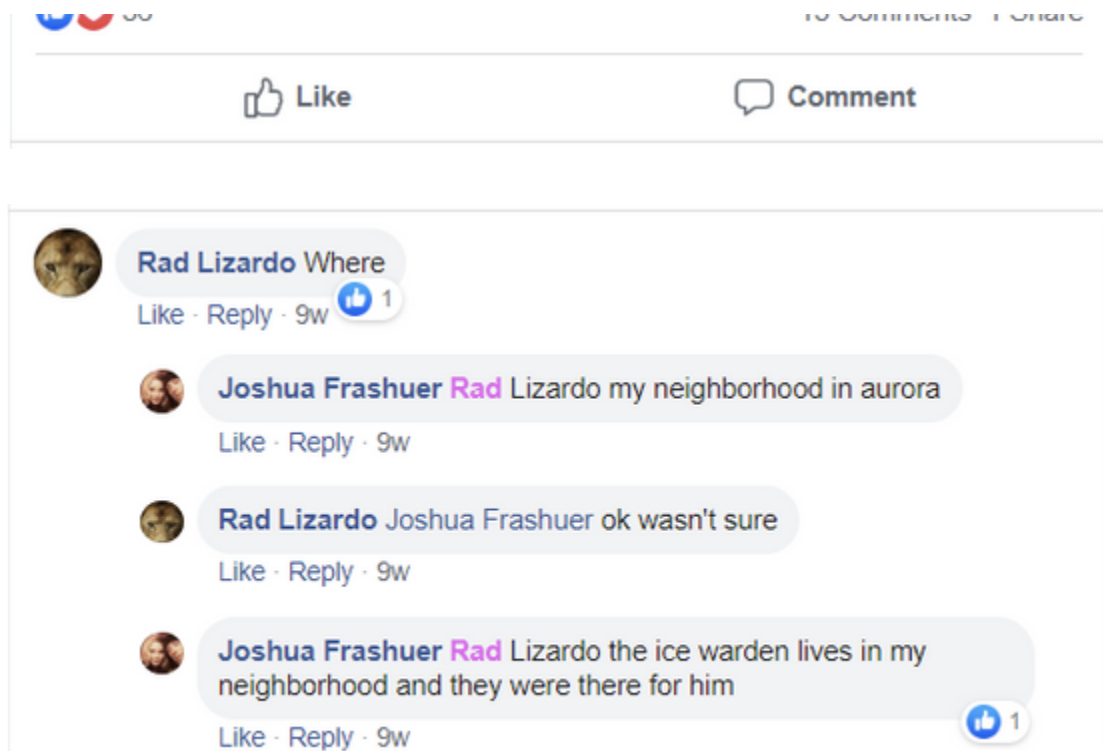 Like Comment
Rad Lizardo Where
Like · Reply · 9w 1
Joshua Frashuer Rad Lizardo my neighborhood in aurora
Like · Reply · 9w
Rad Lizardo Joshua Frashuer ok wasn't sure
Like · Reply · 9w
Joshua Frashuer Rad Lizardo the ice warden lives in my
neighborhood and they were there for him
1
Like · Reply · 9w